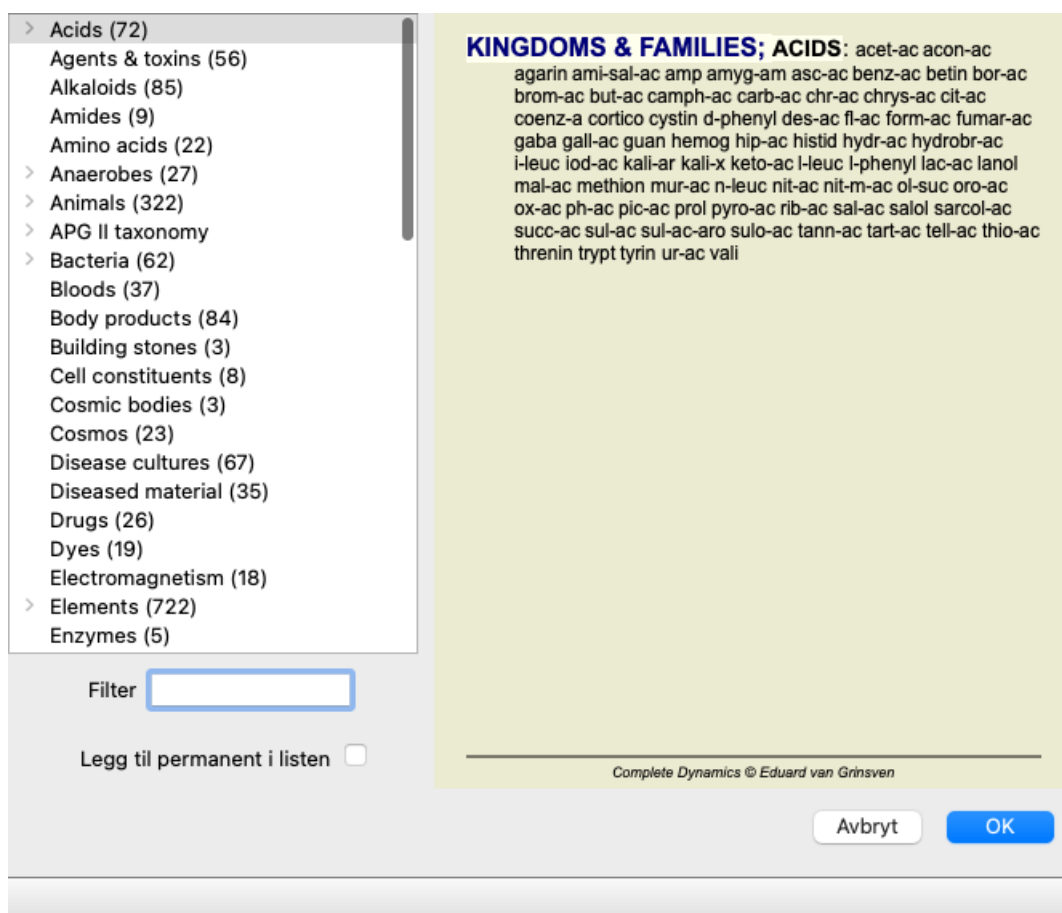 Acids (72)
Agents & toxins (56)
Alkaloids (85)
Amides (9)
Amino acids (22)
Anaerobes (27)
Animals (322)
APG II taxonomy
Bacteria (62)
Bloods (37)
Body products (84)
Building stones (3)
Cell constituents (8)
Cosmic bodies (3)
Cosmos (23)
Disease cultures (67)
Diseased material (35)
Drugs (26)
Dyes (19)
Electromagnetism (18)
Elements (722)
Enzymes (5)
Filter
Legg til permanent i listen
KINGDOMS & FAMILIES; ACIDS: acet-ac acon-ac
agarin ami-sal-ac amp amyg-am asc-ac benz-ac betin bor-ac
brom-ac but-ac camph-ac carb-ac chr-ac chrys-ac cit-ac
coenz-a cortico cystin d-phenyl des-ac fl-ac form-ac fumar-ac
gaba gall-ac guan hemog hip-ac histid hydr-ac hydrobr-ac
i-leuc iod-ac kali-ar kali-x keto-ac l-leuc l-phenyl lac-ac lanol
mal-ac methion mur-ac n-leuc nit-ac nit-m-ac ol-suc oro-ac
ox-ac ph-ac pic-ac prol pyro-ac rib-ac sal-ac salol sarcol-ac
succ-ac sul-ac sul-ac-aro sulo-ac tann-ac tart-ac tell-ac thio-ac
threnin trypt tyrin ur-ac vali
Complete Dynamics © Eduard van Grinsven
Avbryt
OK